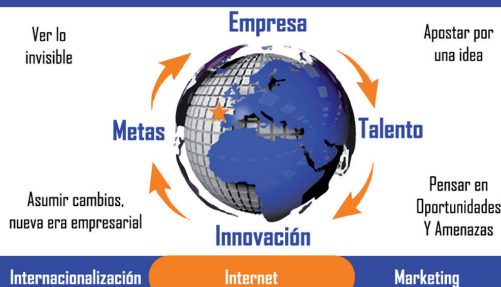 Empresa
Ver lo
invisible
Apostar por
una idea
Metas
Talento
Asumir cambios,
nueva era empresarial
Pensar en
Oportunidades
Y Amenazas
Innovación
Internacionalización
Internet
Marketing